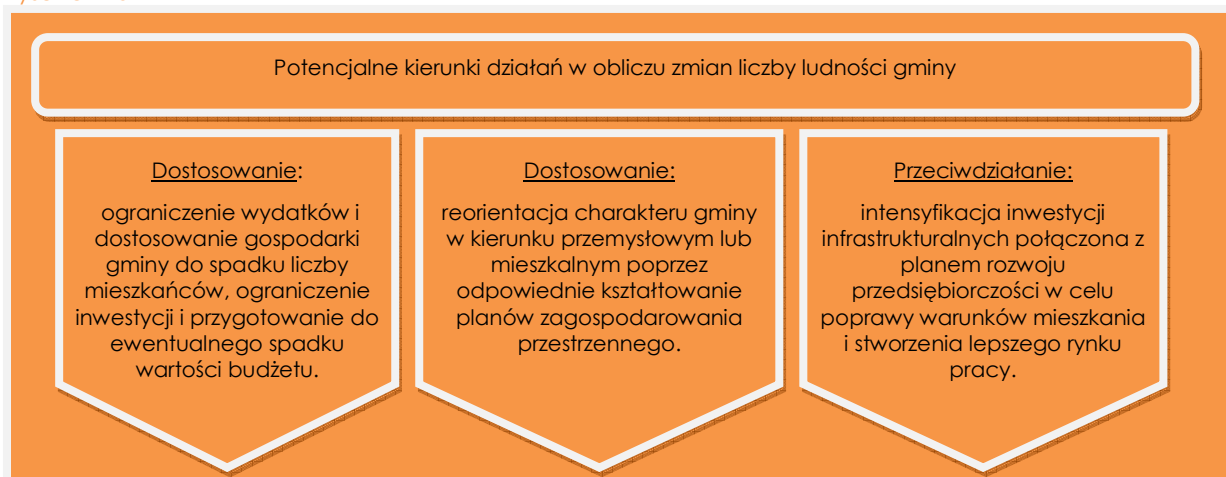 Potencjalne kierunki działań w obliczu zmian liczby ludności gminy
Dostosowanie:
ograniczenie wydatków i
dostosowanie gospodarki
gminy do spadku liczby
mieszkańców, ograniczenie
inwestycji i przygotowanie do
ewentualnego spadku
wartości budżetu.
Dostosowanie:
reorientacja charakteru gminy
w kierunku przemysłowym lub
mieszkalnym poprzez
odpowiednie kształtowanie
planów zagospodarowania
przestrzennego.
Przeciwdziałanie:
intensyfikacja inwestycji
infrastrukturalnych połączona z
planem rozwoju
przedsiębiorczości w celu
poprawy warunków mieszkania
i stworzenia lepszego rynku
pracy.